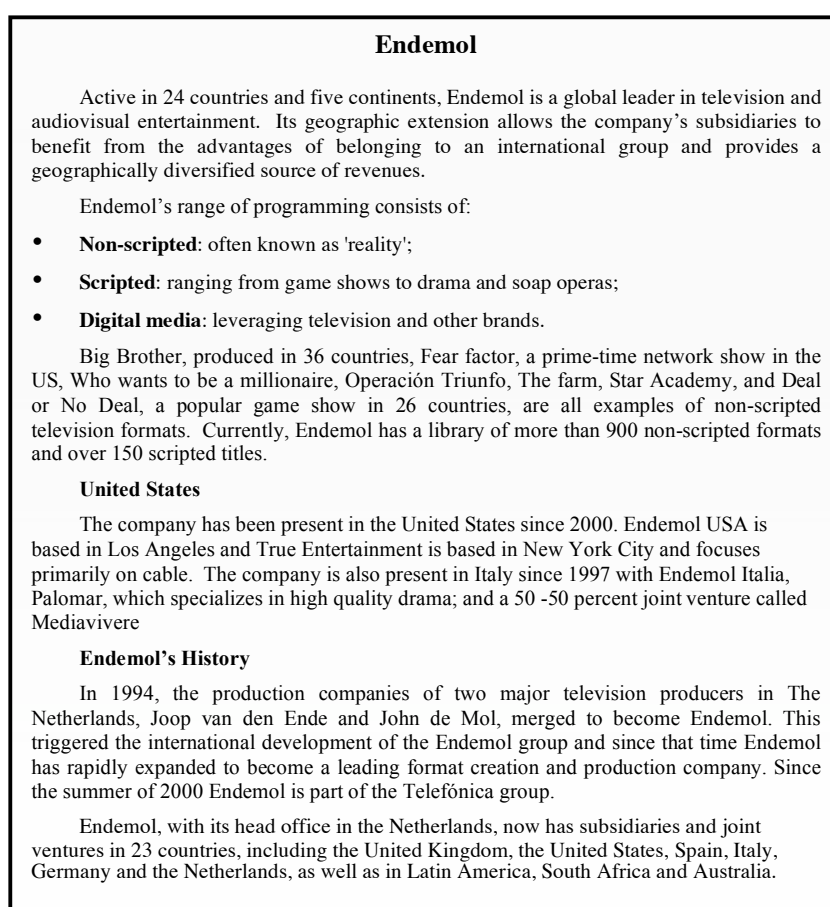 Endemol
Active in 24 countries and five continents, Endemol is a global leader in television and
audiovisual entertainment. Its geographic extension allows the company's subsidiaries to
benefit from the advantages of belonging to an international group and provides a
geographically diversified source of revenues.
Endemol's range of programming consists of:
• Non-scripted: often known as 'reality';
• Scripted: ranging from game shows to drama and soap operas;
• Digital media: leveraging television and other brands.
Big Brother, produced in 36 countries, Fear factor, a prime-time network show in the
US, Who wants to be a millionaire, Operación Triunfo, The farm, Star Academy, and Deal
or No Deal, a popular game show in 26 countries, are all examples of non-scripted
television formats. Currently, Endemol has a library of more than 900 non-scripted formats
and over 150 scripted titles.
United States
The company has been present in the United States since 2000. Endemol USA is
based in Los Angeles and True Entertainment is based in New York City and focuses
primarily on cable. The company is also present in Italy since 1997 with Endemol Italia,
Palomar, which specializes in high quality drama; and a 50 -50 percent joint venture called
Mediavivere
Endemol's History
In 1994, the production companies of two major television producers in The
Netherlands, Joop van den Ende and John de Mol, merged to become Endemol. This
triggered the international development of the Endemol group and since that time Endemol
has rapidly expanded to become a leading format creation and production company. Since
the summer of 2000 Endemol is part of the Telefónica group.
Endemol, with its head office in the Netherlands, now has subsidiaries and joint
ventures in 23 countries, including the United Kingdom, the United States, Spain, Italy,
Germany and the Netherlands, as well as in Latin America, South Africa and Australia.